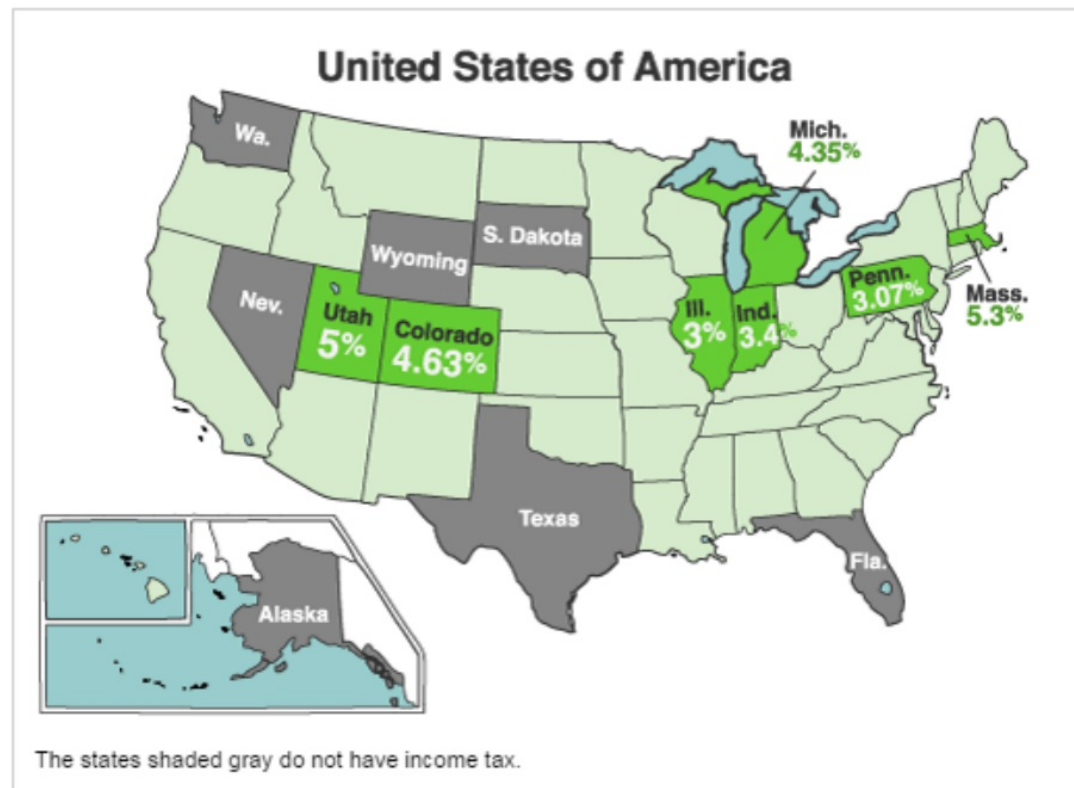 United States of America
Wa.
Mich.
4.35%
S. Dakota
Wyoming
Nev.
Utah
5%
Colorado
4.63%
Ill.
3%
Ind.
3.4%
Penn.
3.07%
Mass.
5.3%
Texas
Fla.
Alaska
The states shaded gray do not have income tax.